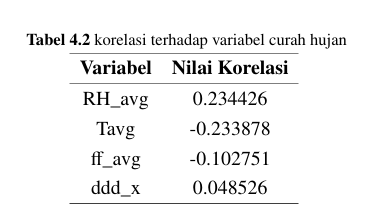 Tabel 4.2 korelasi terhadap variabel curah hujan
Variabel Nilai Korelasi
RH_avg 0.234426
Tavg -0.233878
ff_avg -0.102751
ddd_x 0.048526